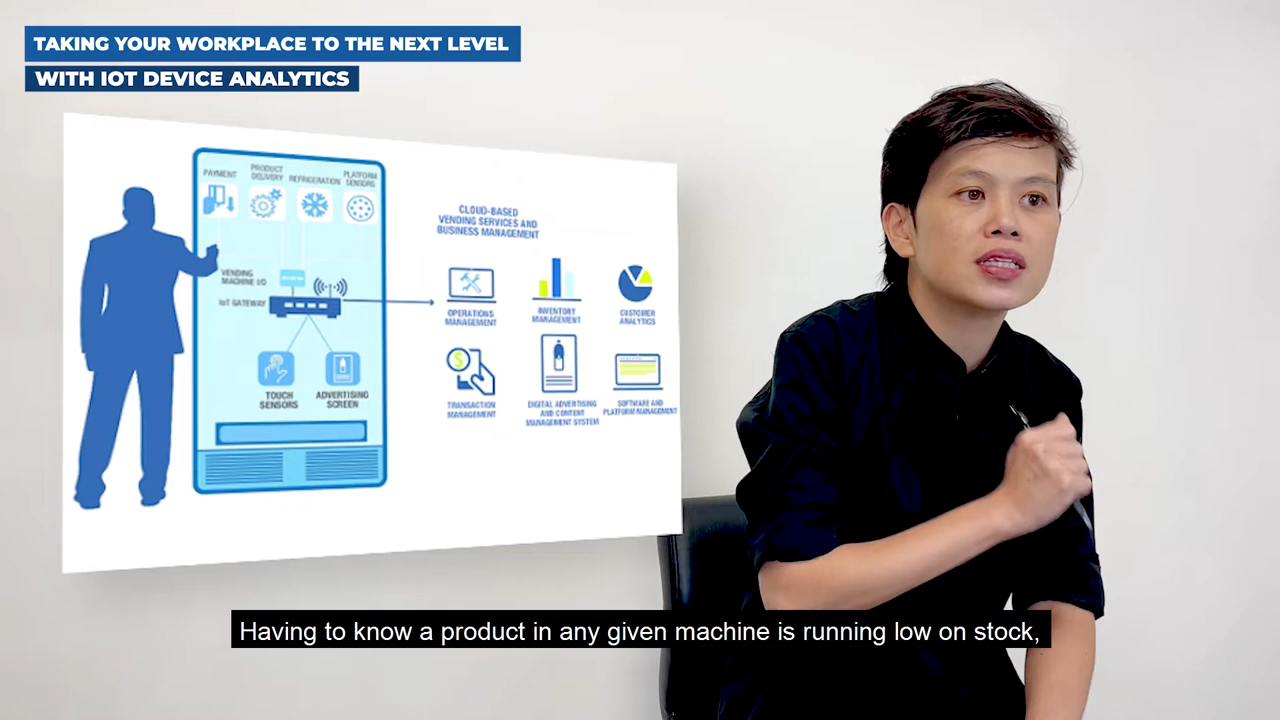 TAKING YOUR WORKPLACE TO THE NEXT LEVEL
WITH IOT DEVICE ANALYTICS
PAYMENT
PRODUCT
DELIVERY
REFRIGERATION
PLATFORM
SENSORS
VENDING
MACHINE I/O
IoT GATEWAY
TOUCH
SENSORS
ADVERTISING
SCREEN
CLOUD-BASED
VENDING SERVICES AND
BUSINESS MANAGEMENT
OPERATIONS
MANAGEMENT
INVENTORY
MANAGEMENT
CUSTOMER
ANALYTICS
$
TRANSACTION
MANAGEMENT
DIGITAL ADVERTISING
AND CONTENT
MANAGEMENT SYSTEM
SOFTWARE AND
PLATFORM MANAGEMENT
Having to know a product in any given machine is running low on stock,